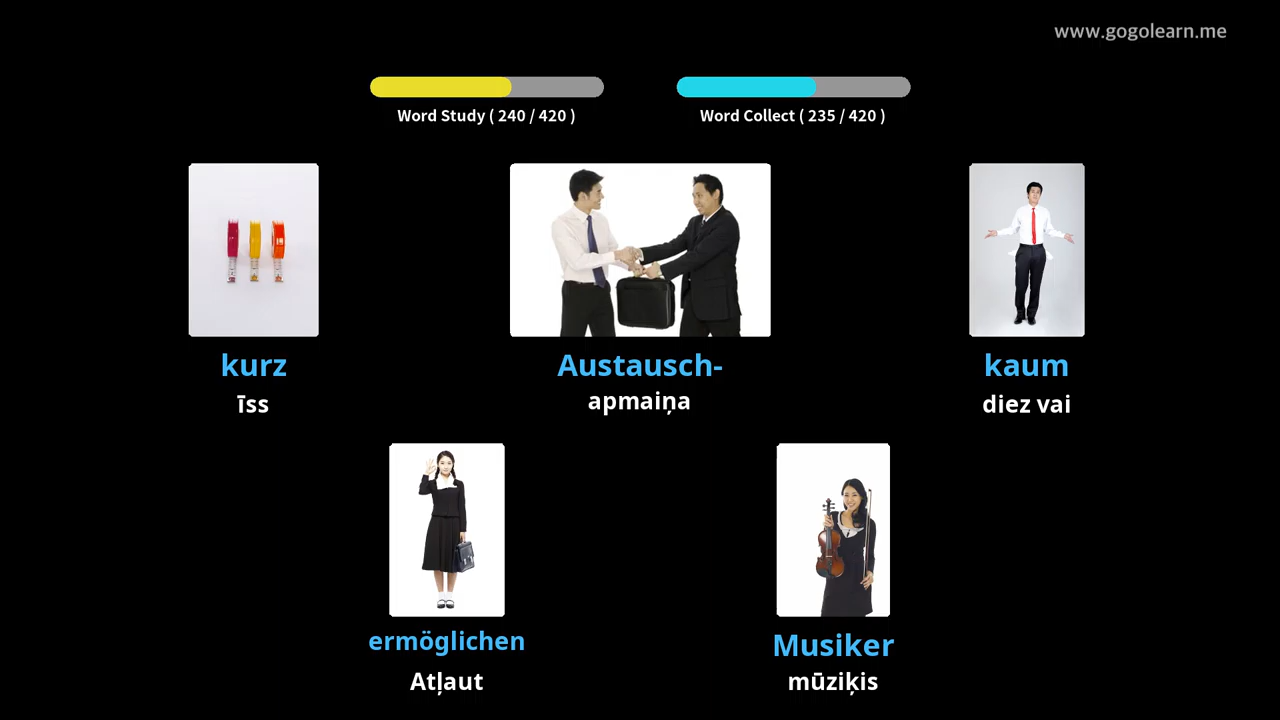 www.gogolearn.me
Word Study ( 240 / 420 )
Word Collect ( 235 / 420 )
kurz
īss
Austausch-
apmaiņa
kaum
diez vai
ermöglichen
Atļaut
Musiker
mūziķis